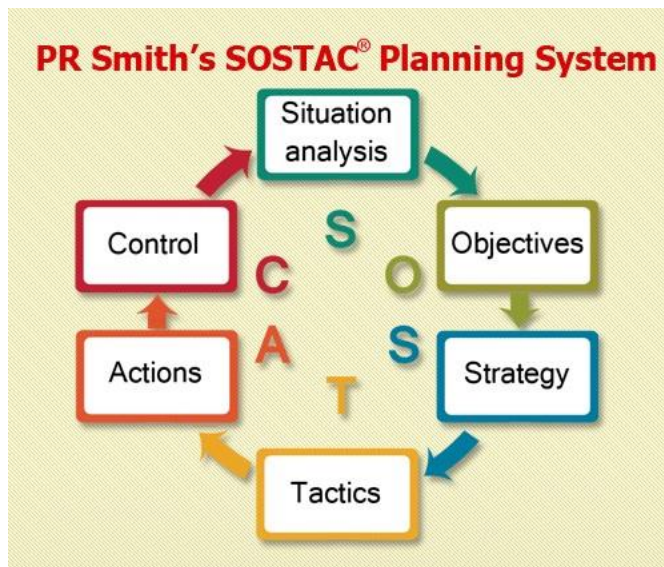 PR Smith's SOSTAC® Planning System
Situation
analysis
Objectives
Strategy
Tactics
Actions
Control
S
O
S
T
A
C